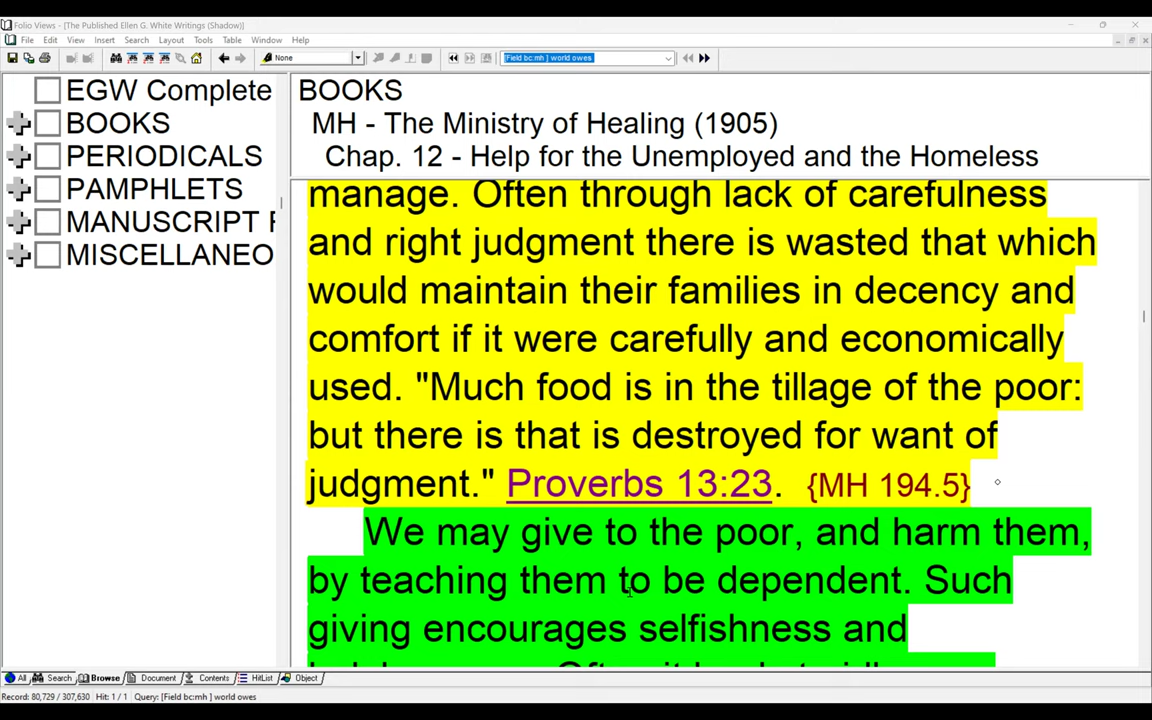 Folio Views - [The Published Ellen G. White Writings (Shadow)]
File Edit View Insert Search Layout Tools Table Window Help
None
[Field bc:mh ] world owes
EGW Complete
BOOKS
PERIODICALS
PAMPHLETS
MANUSCRIPT
MISCELLANEO
BOOKS
MH - The Ministry of Healing (1905)
Chap. 12 - Help for the Unemployed and the Homeless
manage. Often through lack of carefulness
and right judgment there is wasted that which
would maintain their families in decency and
comfort if it were carefully and economically
used. "Much food is in the tillage of the poor:
but there is that is destroyed for want of
judgment." Proverbs 13:23. {MH 194.5}
We may give to the poor, and harm them,
by teaching them to be dependent. Such
giving encourages selfishness and
All Search Browse Document Contents HitList Object
Record: 80,729 / 307,630 Hit: 1 / 1 Query: [Field bc:mh ] world owes